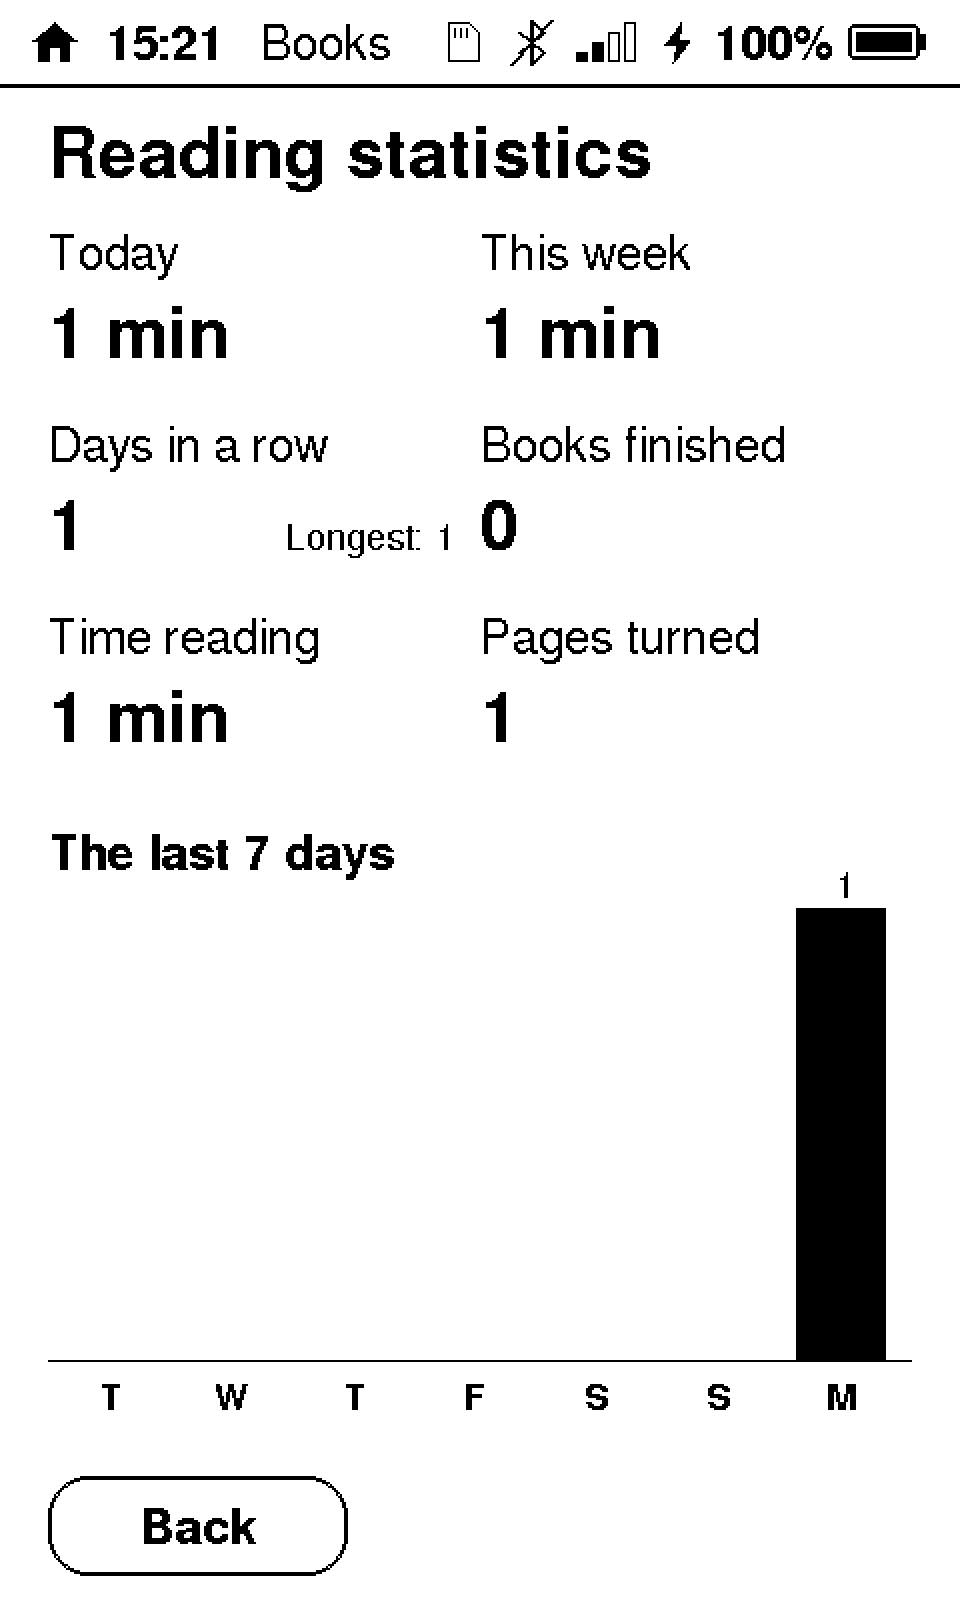 15:21 Books 100%
Reading statistics
Today This week
1 min 1 min
Days in a row Books finished
1 Longest: 1 0
Time reading Pages turned
1 min 1
The last 7 days
1
T W T F S S M
Back